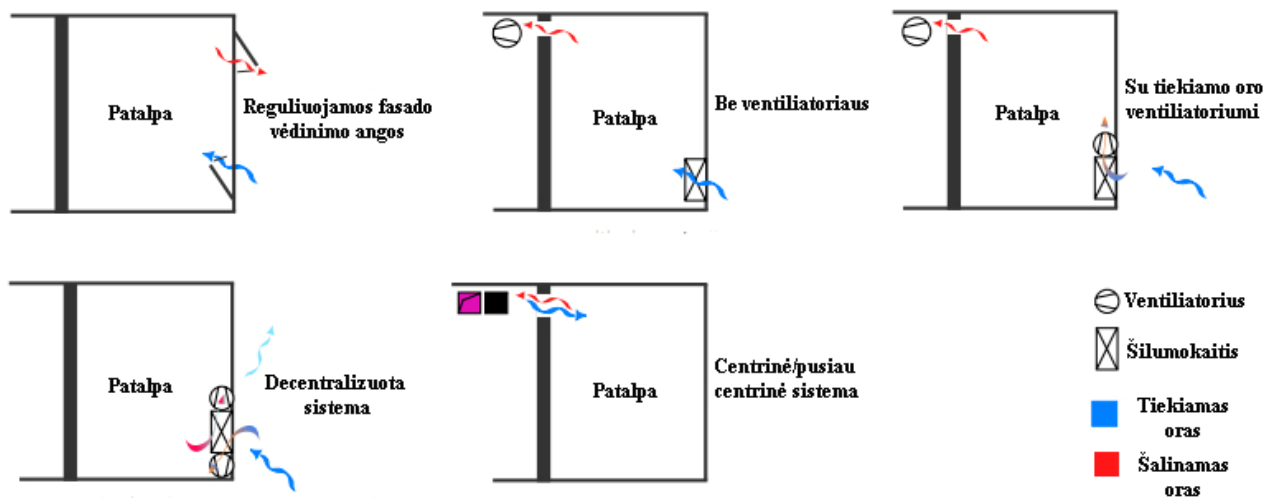 Patalpa
Reguliuojamos fasado
vėdinimo angos
Patalpa
Be ventiliatoriaus
Patalpa
Su tiekiamo oro
ventiliatoriumi
Patalpa
Decentralizuota
sistema
Patalpa
Centrinė/pusiau
centrinė sistema
Ventiliatorius
Šilumokaitis
Tiekiamas
oras
Šalinamas
oras